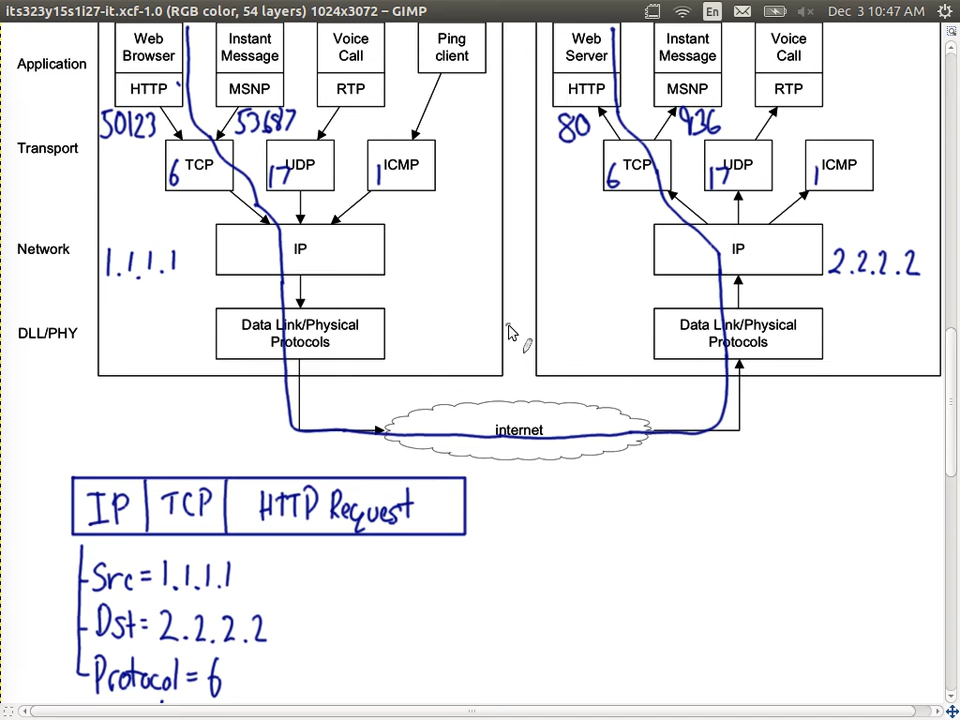 its323y15s1i27-it.xcf-1.0 (RGB color, 54 layers) 1024x3072 – GIMP
En
Dec 3 10:47 AM
Application
Web Browser
Instant Message
Voice Call
Ping client
HTTP
MSNP
RTP
50123
53687
Transport
6 TCP
17 UDP
1 ICMP
Network
1.1.1.1
IP
DLL/PHY
Data Link/Physical
Protocols
Web Server
Instant Message
Voice Call
HTTP
MSNP
RTP
80
936
6 TCP
17 UDP
1 ICMP
IP
2.2.2.2
Data Link/Physical
Protocols
internet
IP TCP HTTP Request
Src = 1.1.1.1
Dst = 2.2.2.2
Protocol = 6